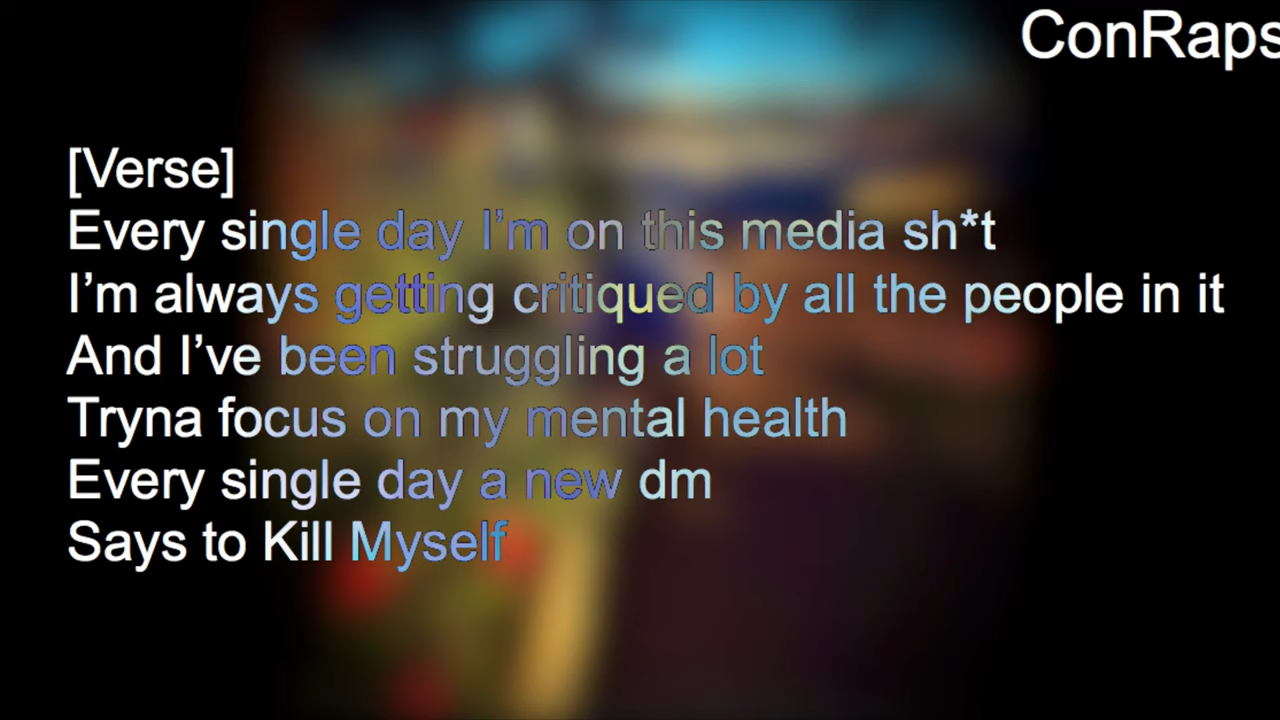 ConRaps
[Verse]
Every single day I’m on this media sh*t
I’m always getting critiqued by all the people in it
And I’ve been struggling a lot
Tryna focus on my mental health
Every single day a new dm
Says to Kill Myself